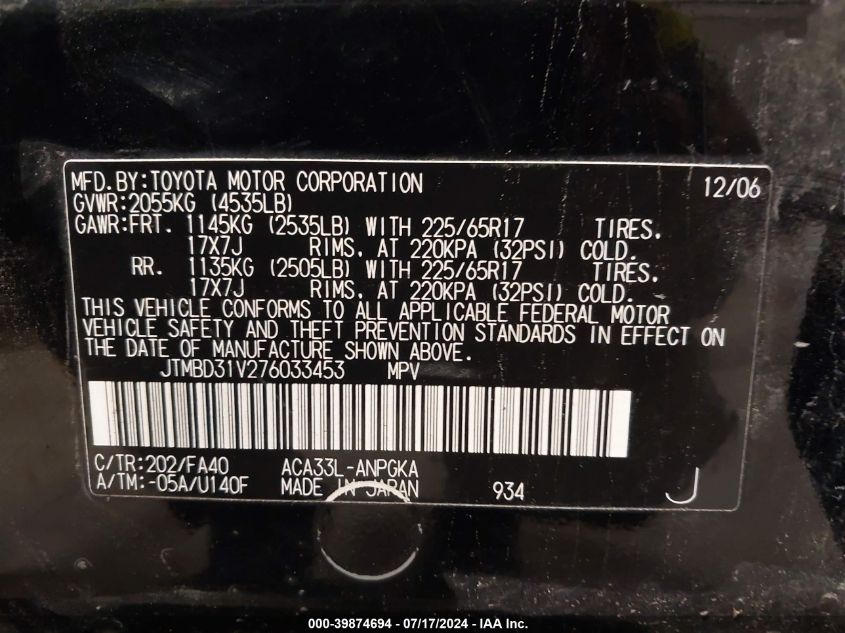 MFD.BY:TOYOTA MOTOR CORPORATION 12/06
GVWR:2055KG (4535LB)
GAWR:FRT. 1145KG (2535LB) WITH 225/65R17 TIRES.
17X7J RIMS, AT 220KPA (32PSI) COLD.
RR. 1135KG (2505LB) WITH 225/65R17 TIRES.
17X7J RIMS, AT 220KPA (32PSI) COLD.
THIS VEHICLE CONFORMS TO ALL APPLICABLE FEDERAL MOTOR
VEHICLE SAFETY AND THEFT PREVENTION STANDARDS IN EFFECT ON
THE DATE OF MANUFACTURE SHOWN ABOVE.
JTMBD31V276033453 MPV
C/TR:202/FA40 ACA33L-ANPGKA
A/TM:-05A/U140F MADE IN JAPAN 934 J
000-39874694 - 07/17/2024 - IAA Inc.